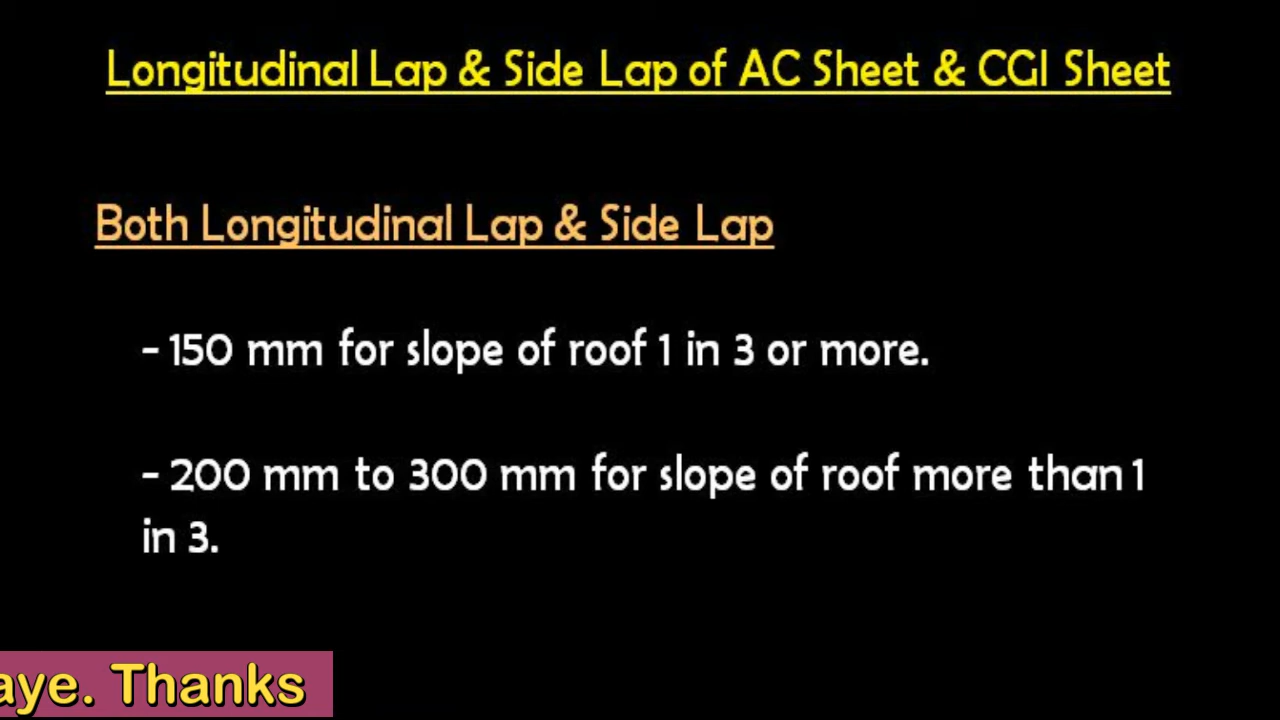 Longitudinal Lap & Side Lap of AC Sheet & CGI Sheet
Both Longitudinal Lap & Side Lap
- 150 mm for slope of roof 1 in 3 or more.
- 200 mm to 300 mm for slope of roof more than 1
in 3.
aye. Thanks